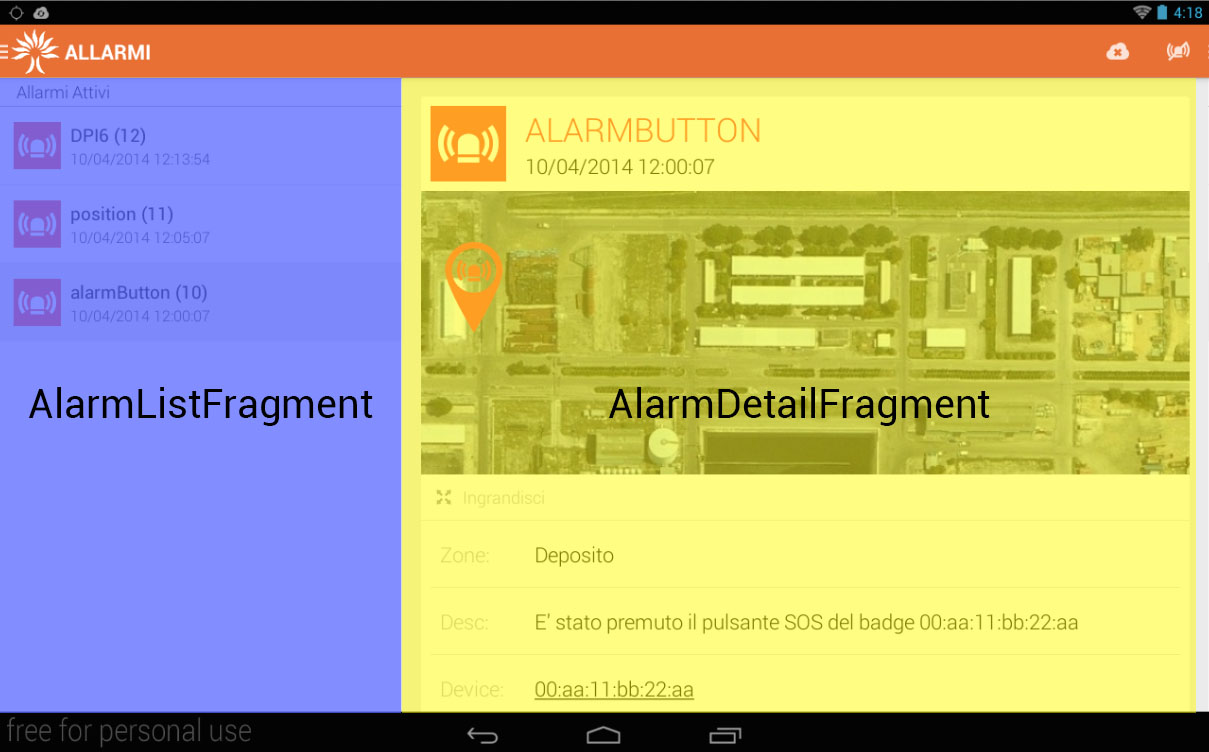 4:18
ALLARMI
Allarmi Attivi
DPI6 (12)
10/04/2014 12:13:54
position (11)
10/04/2014 12:05:07
alarmButton (10)
10/04/2014 12:00:07
AlarmListFragment
ALARMBUTTON
10/04/2014 12:00:07
AlarmDetailFragment
Ingrandisci
Zone: Deposito
Desc: E' stato premuto il pulsante SOS del badge 00:aa:11:bb:22:aa
Device: 00:aa:11:bb:22:aa
free for personal use